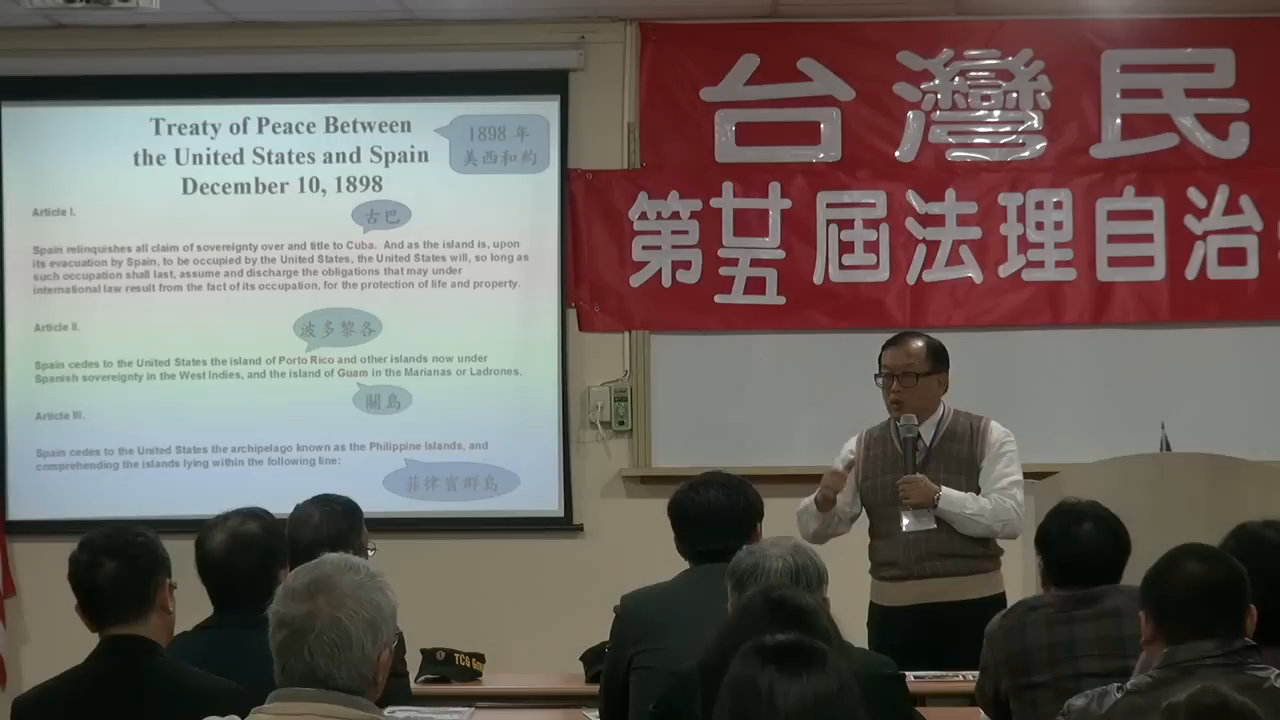 Treaty of Peace Between
the United States and Spain
December 10, 1898
1898 年
美西和約
Article I.
古巴
Spain relinquishes all claim of sovereignty over and title to Cuba. And as the island is, upon
its evacuation by Spain, to be occupied by the United States, the United States will, so long as
such occupation shall last, assume and discharge the obligations that may under
international law result from the fact of its occupation, for the protection of life and property.
Article II.
波多黎各
Spain cedes to the United States the island of Porto Rico and other islands now under
Spanish sovereignty in the West Indies, and the island of Guam in the Marianas or Ladrones.
關島
Article III.
Spain cedes to the United States the archipelago known as the Philippine Islands, and
comprehending the islands lying within the following line:
菲律賓群島
台灣民
第廿五屆法理自治
TCG Gov